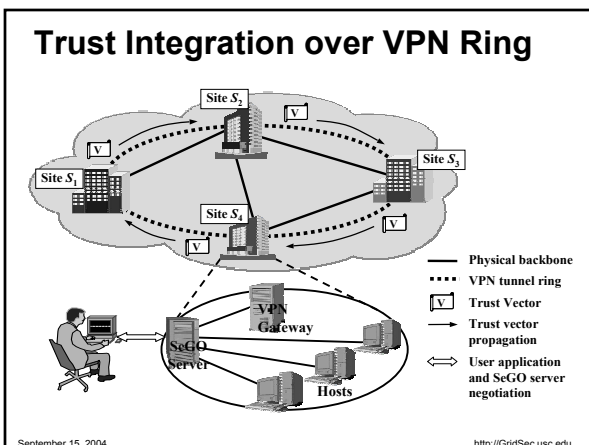 Trust Integration over VPN Ring
Site S2
V
V
Site S1
Site S3
Site S4
V
V
VPN
Gateway
SeGO
Server
Hosts
Physical backbone
VPN tunnel ring
V
Trust Vector
Trust vector
propagation
User application
and SeGO server
negotiation
September 15, 2004
http://GridSec.usc.edu